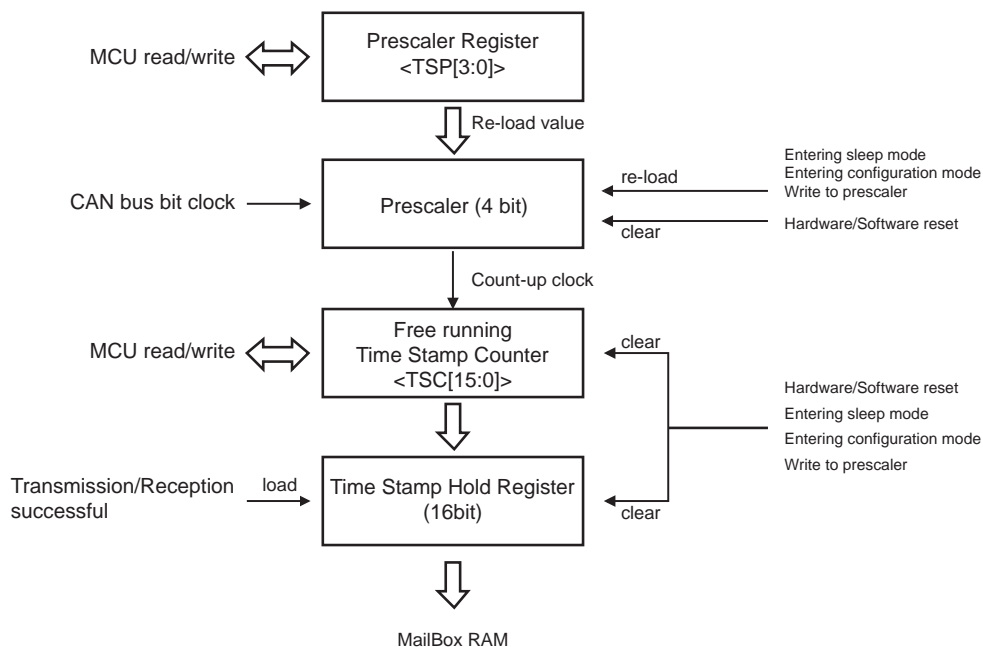 Prescaler Register
<TSP[3:0]>
MCU read/write
Re-load value
Entering sleep mode
Entering configuration mode
Write to prescaler
re-load
CAN bus bit clock
Prescaler (4 bit)
clear
Hardware/Software reset
Count-up clock
Free running
Time Stamp Counter
<TSC[15:0]>
MCU read/write
clear
Hardware/Software reset
Entering sleep mode
Entering configuration mode
Write to prescaler
Transmission/Reception
successful
load
Time Stamp Hold Register
(16bit)
clear
MailBox RAM